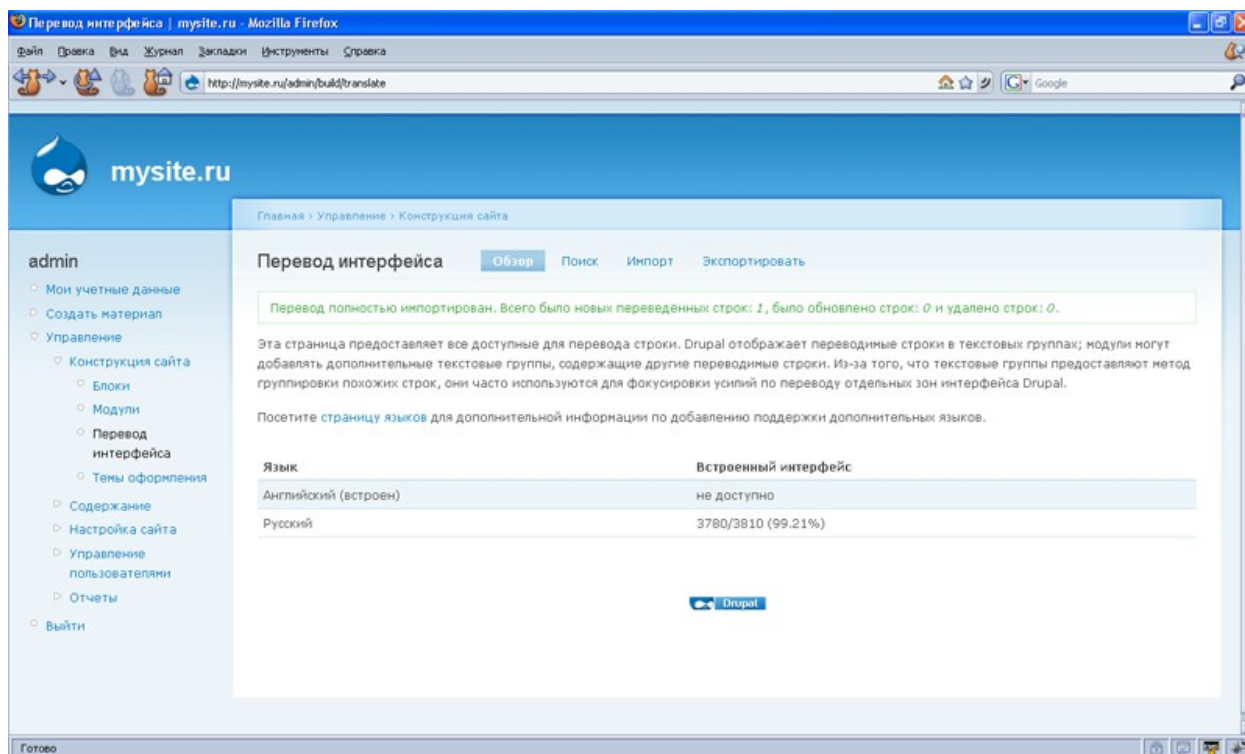 Перевод интерфейса | mysite.ru - Mozilla Firefox
Файл Правка Вид Журнал Закладки Инструменты Справка
http://mysite.ru/admin/build/translate
Google
mysite.ru
Главная › Управление › Конструкция сайта
admin
Мои учетные данные
Создать материал
Управление
Конструкция сайта
Блоки
Модули
Перевод
интерфейса
Темы оформления
Содержание
Настройка сайта
Управление
пользователями
Отчеты
Выйти
Перевод интерфейса Обзор Поиск Импорт Экспортировать
Перевод полностью импортирован. Всего было новых переведённых строк: 1, было обновлено строк: 0 и удалено строк: 0.
Эта страница предоставляет все доступные для перевода строки. Drupal отображает переводимые строки в текстовых группах; модули могут
добавлять дополнительные текстовые группы, содержащие другие переводимые строки. Из-за того, что текстовые группы предоставляют метод
группировки похожих строк, они часто используются для фокусировки усилий по переводу отдельных зон интерфейса Drupal.
Посетите страницу языков для дополнительной информации по добавлению поддержки дополнительных языков.
Язык Встроенный интерфейс
Английский (встроен) не доступно
Русский 3780/3810 (99.21%)
Drupal
Готово